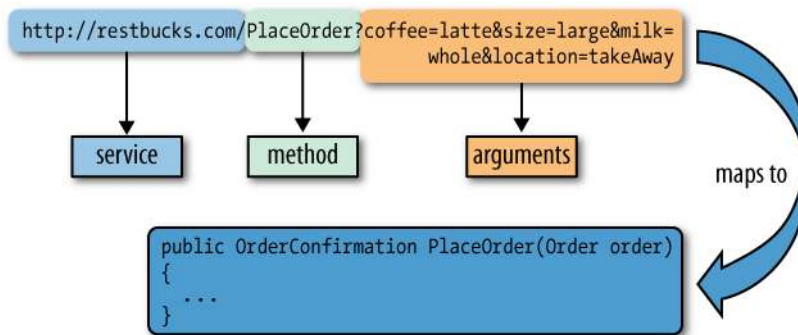 http://restbucks.com/PlaceOrder?coffee=latte&size=large&milk=
whole&location=takeAway
service
method
arguments
maps to
public OrderConfirmation PlaceOrder(Order order)
{
...
}